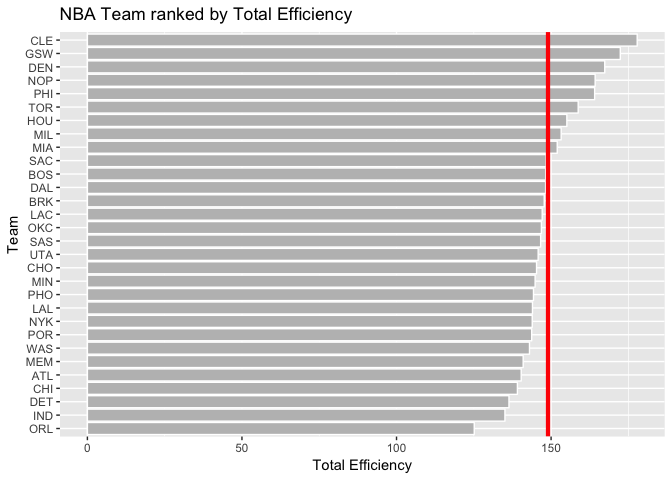 NBA Team ranked by Total Efficiency
CLE
GSW
DEN
NOP
PHI
TOR
HOU
MIL
MIA
SAC
BOS
DAL
BRK
LAC
OKC
SAS
UTA
CHO
MIN
PHO
LAL
NYK
POR
WAS
MEM
ATL
CHI
DET
IND
ORL
Team
0 50 100 150
Total Efficiency